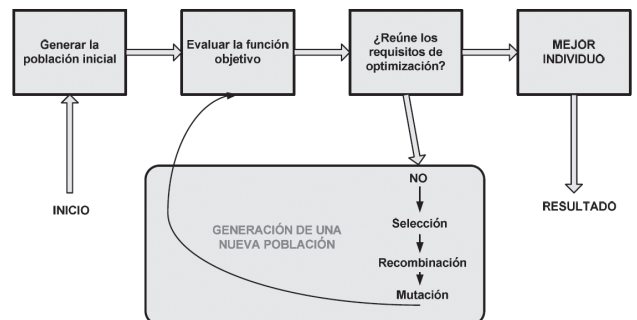 Generar la
población inicial
Evaluar la función
objetivo
¿Reúne los
requisitos de
optimización?
MEJOR
INDIVIDUO
INICIO
NO
RESULTADO
GENERACIÓN DE UNA
NUEVA POBLACIÓN
Selección
Recombinación
Mutación